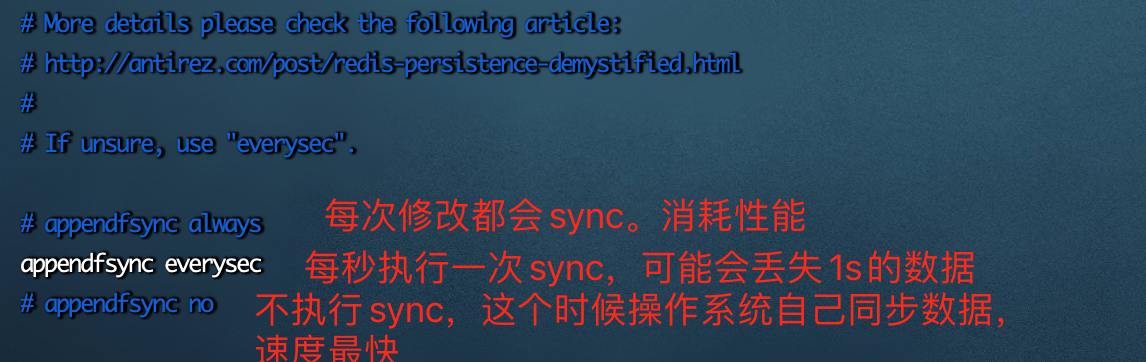 # More details please check the following article:
# http://antirez.com/post/redis-persistence-demystified.html
#
# If unsure, use "everysec".
# appendfsync always 每次修改都会 sync。消耗性能
appendfsync everysec 每秒执行一次 sync，可能会丢失 1s 的数据
# appendfsync no 不执行 sync，这个时候操作系统自己同步数据，
速度最快